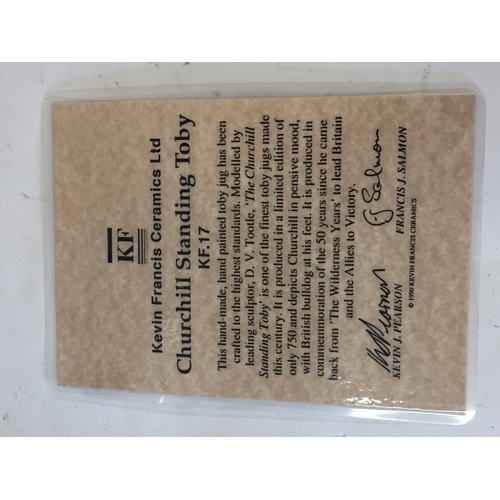 KF
Kevin Francis Ceramics Ltd
Churchill Standing Toby
KF.17
This hand-made, hand painted toby jug has been
crafted to the highest standards. Modelled by
leading sculptor, D. V. Tootle, 'The Churchill
Standing Toby' is one of the finest toby jugs made
this century. It is produced in a limited edition of
only 750 and depicts Churchill in pensive mood,
with British bulldog at his feet. It is produced in
commemoration of the 50 years since he came
back from 'The Wilderness Years' to lead Britain
and the Allies to Victory.
K Pearson
F J Salmon
KEVIN J. PEARSON
FRANCIS J. SALMON
© 1990 KEVIN FRANCIS CERAMICS